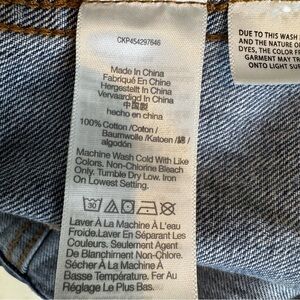 CKP454297646
Made In China
Fabriqué En Chine
Hergestellt In China
Vervaardigd In China
中国製
hecho en china
100% Cotton /Coton /
Baumwolle /Katoen / 綿 /
algodón
Machine Wash Cold With Like
Colors. Non-Chlorine Bleach
Only. Tumble Dry Low. Iron
On Lowest Setting.
30
Laver À La Machine À L'eau
Froide.Laver En Séparant Les
Couleurs. Seulement Agent
De Blanchiment Non-Chlore.
Sécher À La Machine À
Basse Température. Fer Au
Réglage Le Plus Bas.
DUE TO THIS WASH
AND THE NATURE O
DYES, THE COLOR F
GARMENT MAY TR
ONTO LIGHT SU